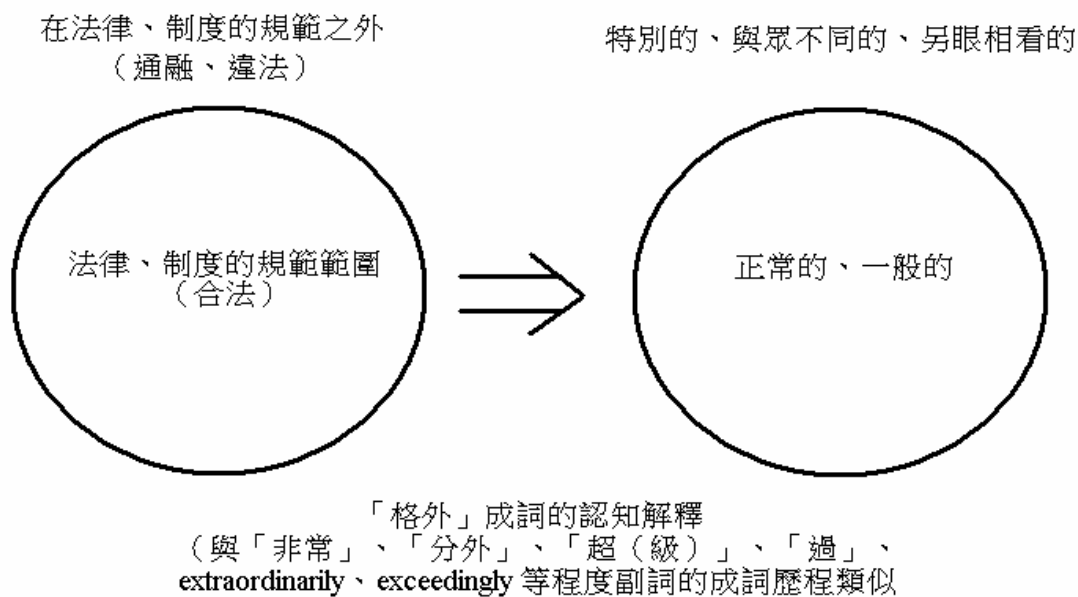 在法律、制度的規範之外
（通融、違法）
特別的、與眾不同的、另眼相看的
法律、制度的規範範圍
（合法）
正常的、一般的
「格外」成詞的認知解釋
（與「非常」、「分外」、「超（級）」、「過」、
extraordinarily、exceedingly 等程度副詞的成詞歷程類似